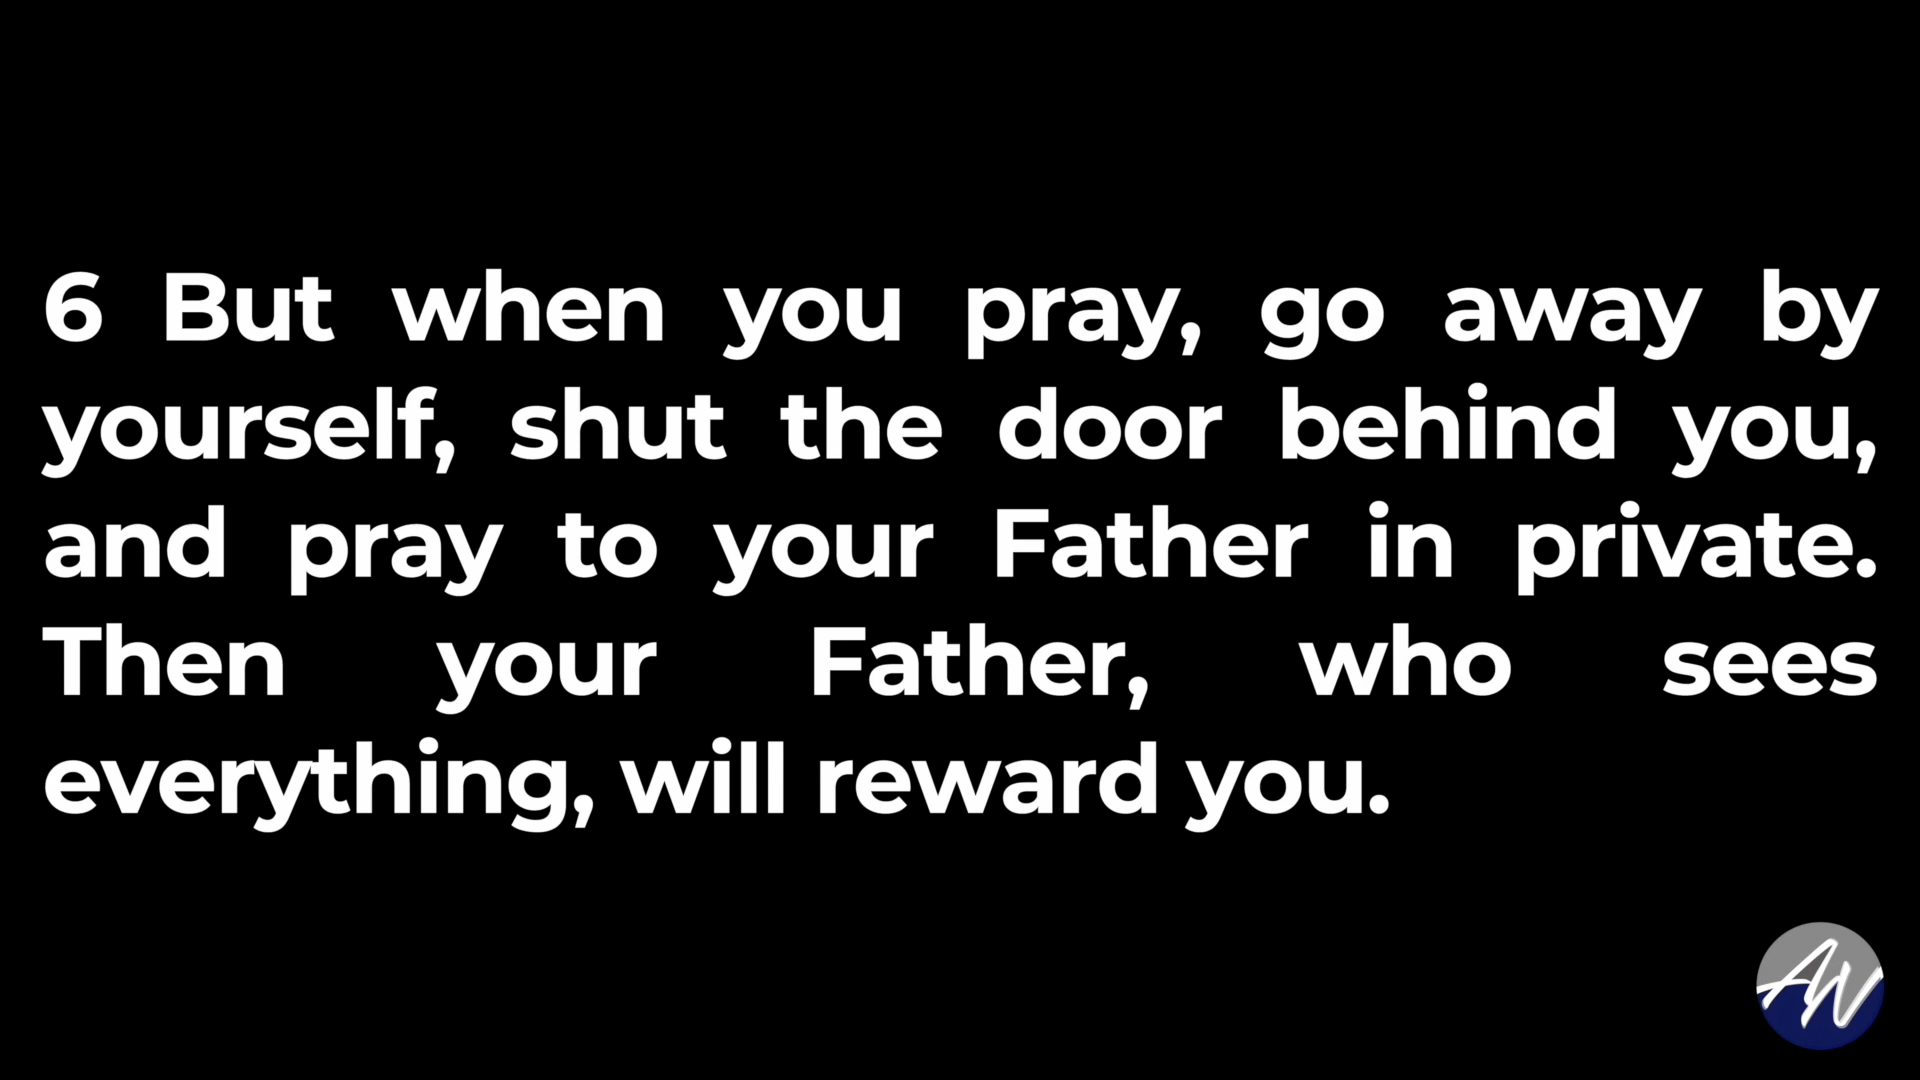 6 But when you pray, go away by
yourself, shut the door behind you,
and pray to your Father in private.
Then your Father, who sees
everything, will reward you.
AW